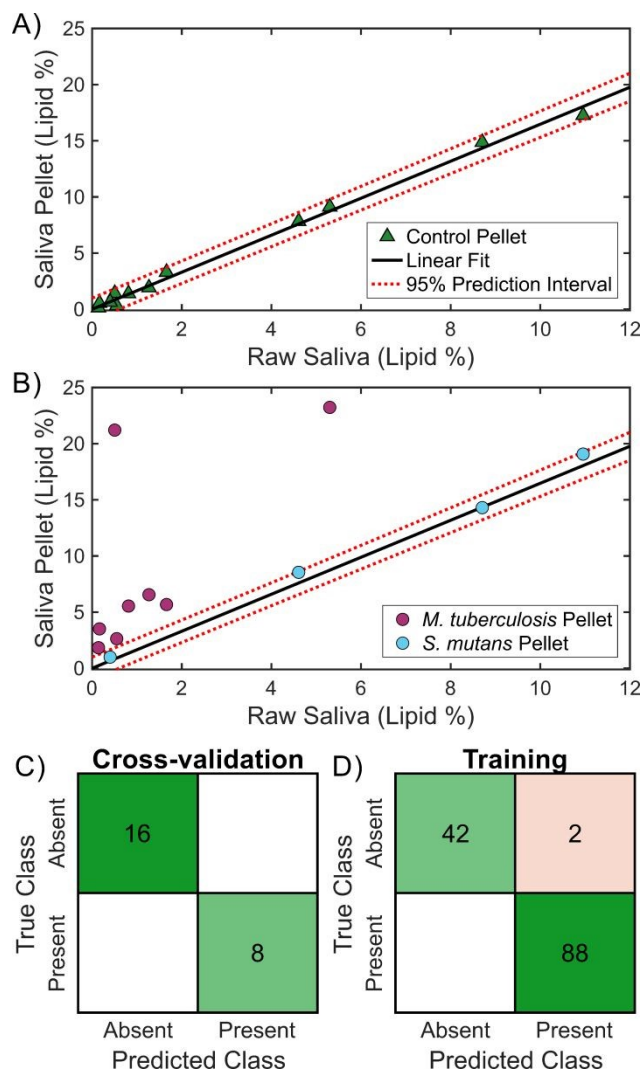 A)
25
20
15
10
5
0
Saliva Pellet (Lipid %)
Control Pellet
Linear Fit
95% Prediction Interval
0 2 4 6 8 10 12
Raw Saliva (Lipid %)
B)
25
20
15
10
5
0
Saliva Pellet (Lipid %)
M. tuberculosis Pellet
S. mutans Pellet
0 2 4 6 8 10 12
Raw Saliva (Lipid %)
C) Cross-validation
True Class
Absent
Present
16
8
Absent Present
Predicted Class
D) Training
True Class
Absent
Present
42 2
88
Absent Present
Predicted Class